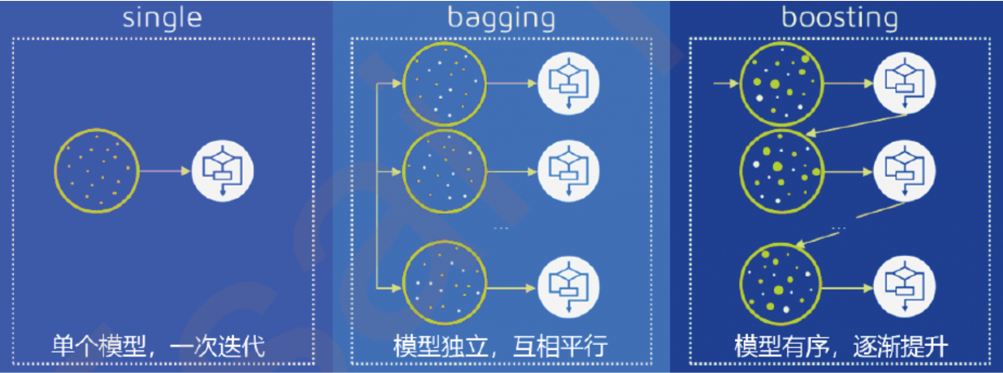 single
bagging
boosting
...
...
单个模型，一次迭代
模型独立，互相平行
模型有序，逐渐提升